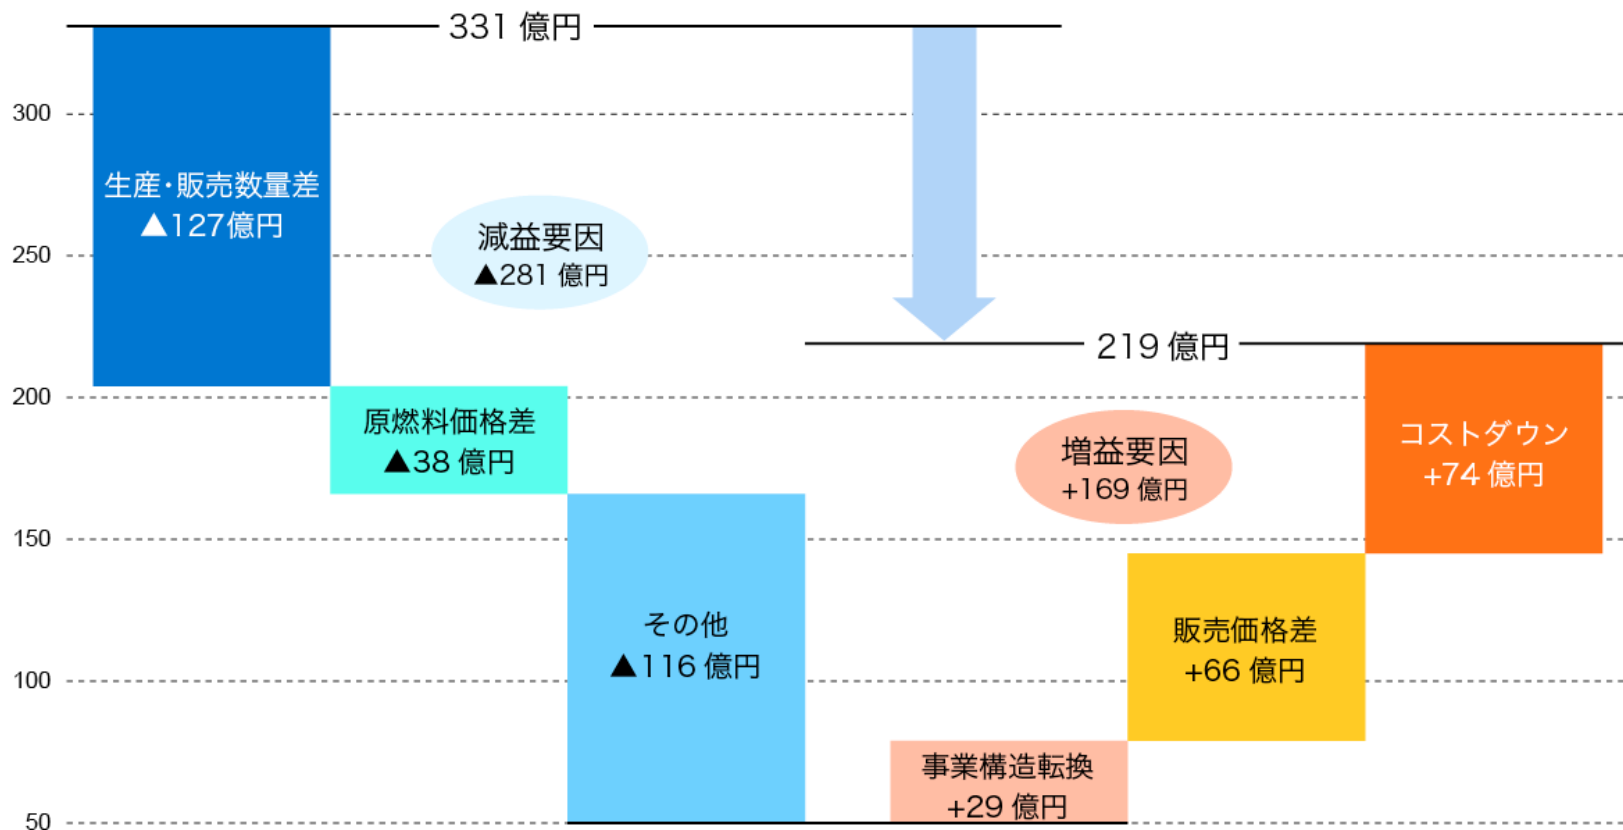 331 億円
300
生産・販売数量差
▲127億円
減益要因
▲281 億円
250
219 億円
200
原燃料価格差
▲38 億円
増益要因
+169 億円
コストダウン
+74 億円
150
その他
▲116 億円
販売価格差
+66 億円
100
事業構造転換
+29 億円
50